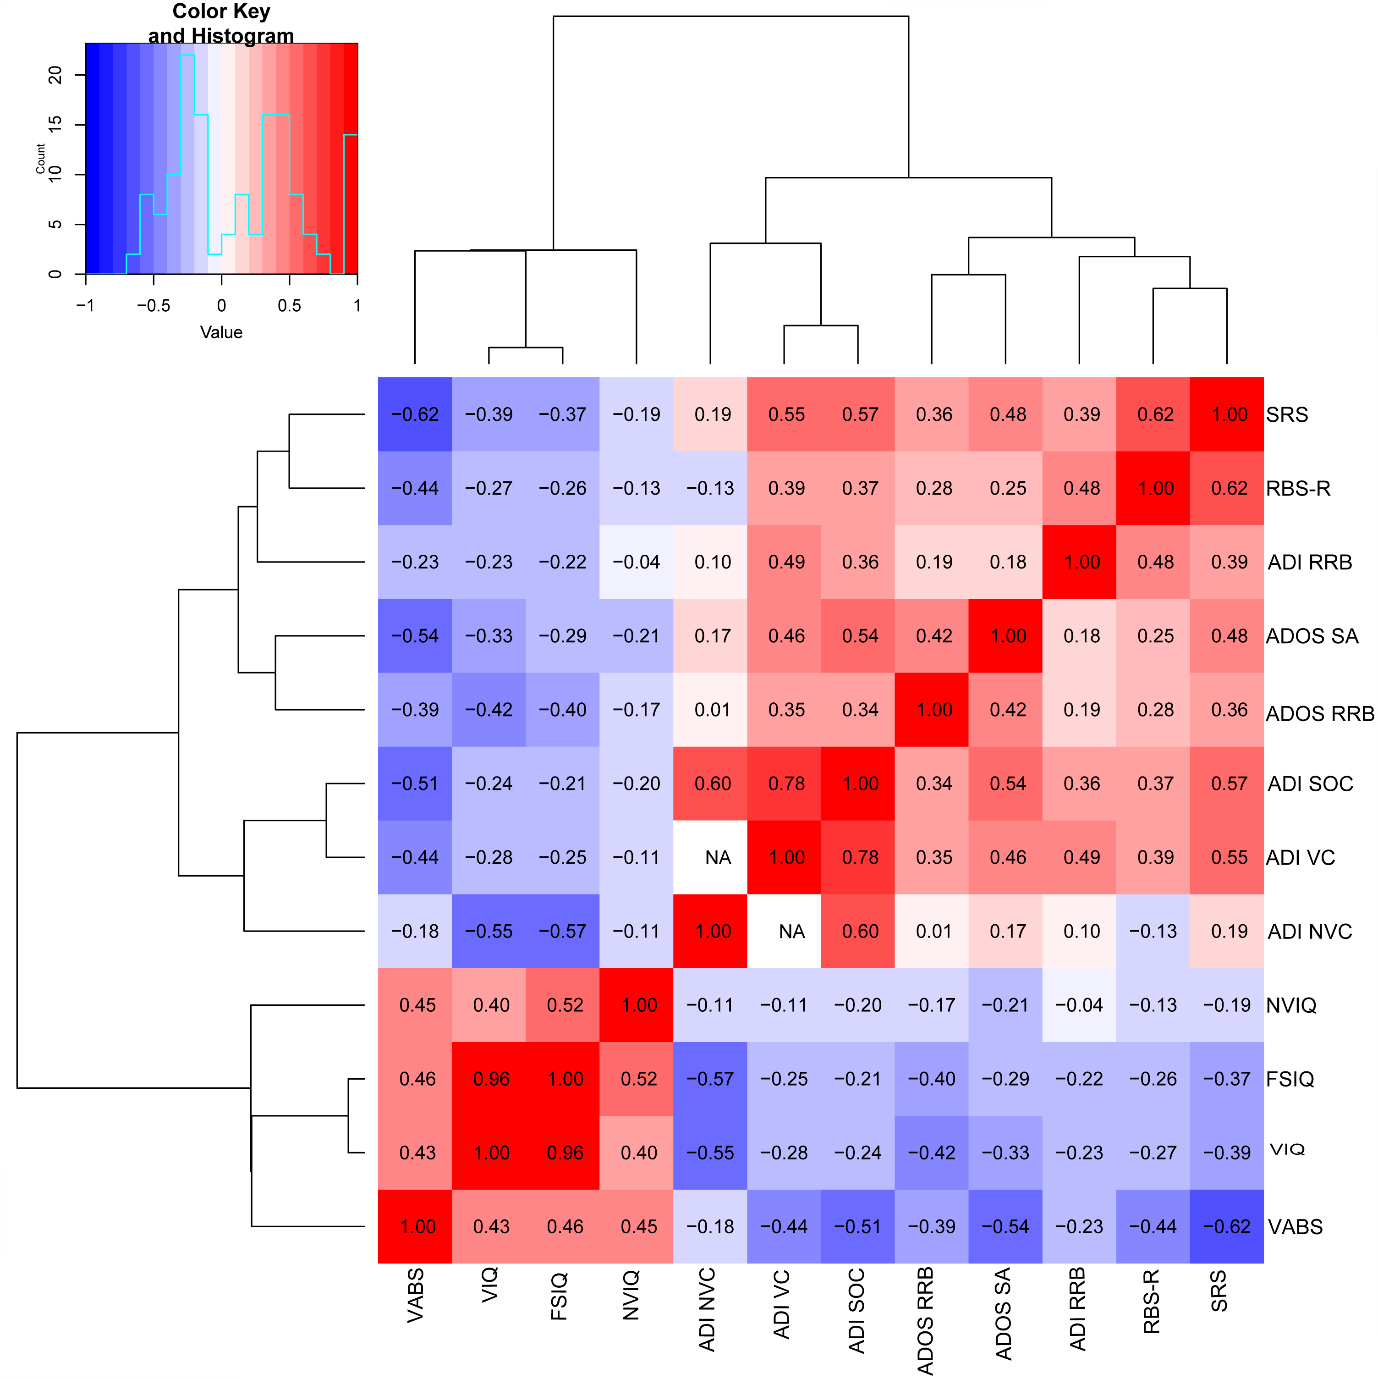 Color Key
and Histogram
Count
0 5 10 15 20
−1 −0.5 0 0.5 1
Value
−0.62 −0.39 −0.37 −0.19 0.19 0.55 0.57 0.36 0.48 0.39 0.62 1.00 SRS
−0.44 −0.27 −0.26 −0.13 −0.13 0.39 0.37 0.28 0.25 0.48 1.00 0.62 RBS-R
−0.23 −0.23 −0.22 −0.04 0.10 0.49 0.36 0.19 0.18 1.00 0.48 0.39 ADI RRB
−0.54 −0.33 −0.29 −0.21 0.17 0.46 0.54 0.42 1.00 0.18 0.25 0.48 ADOS SA
−0.39 −0.42 −0.40 −0.17 0.01 0.35 0.34 1.00 0.42 0.19 0.28 0.36 ADOS RRB
−0.51 −0.24 −0.21 −0.20 0.60 0.78 1.00 0.34 0.54 0.36 0.37 0.57 ADI SOC
−0.44 −0.28 −0.25 −0.11 NA 1.00 0.78 0.35 0.46 0.49 0.39 0.55 ADI VC
−0.18 −0.55 −0.57 −0.11 1.00 NA 0.60 0.01 0.17 0.10 −0.13 0.19 ADI NVC
0.45 0.40 0.52 1.00 −0.11 −0.11 −0.20 −0.17 −0.21 −0.04 −0.13 −0.19 NVIQ
0.46 0.96 1.00 0.52 −0.57 −0.25 −0.21 −0.40 −0.29 −0.22 −0.26 −0.37 FSIQ
0.43 1.00 0.96 0.40 −0.55 −0.28 −0.24 −0.42 −0.33 −0.23 −0.27 −0.39 VIQ
1.00 0.43 0.46 0.45 −0.18 −0.44 −0.51 −0.39 −0.54 −0.23 −0.44 −0.62 VABS
VABS VIQ FSIQ NVIQ ADI NVC ADI VC ADI SOC ADOS RRB ADOS SA ADI RRB RBS-R SRS